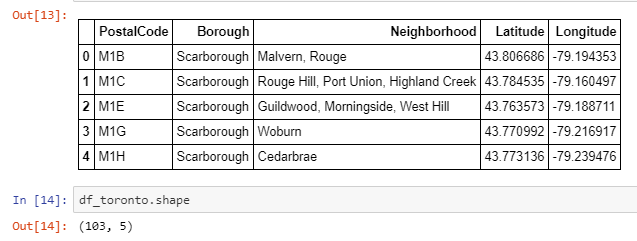 Out[13]:
PostalCode Borough Neighborhood Latitude Longitude
0 M1B Scarborough Malvern, Rouge 43.806686 -79.194353
1 M1C Scarborough Rouge Hill, Port Union, Highland Creek 43.784535 -79.160497
2 M1E Scarborough Guildwood, Morningside, West Hill 43.763573 -79.188711
3 M1G Scarborough Woburn 43.770992 -79.216917
4 M1H Scarborough Cedarbrae 43.773136 -79.239476
In [14]: df_toronto.shape
Out[14]: (103, 5)